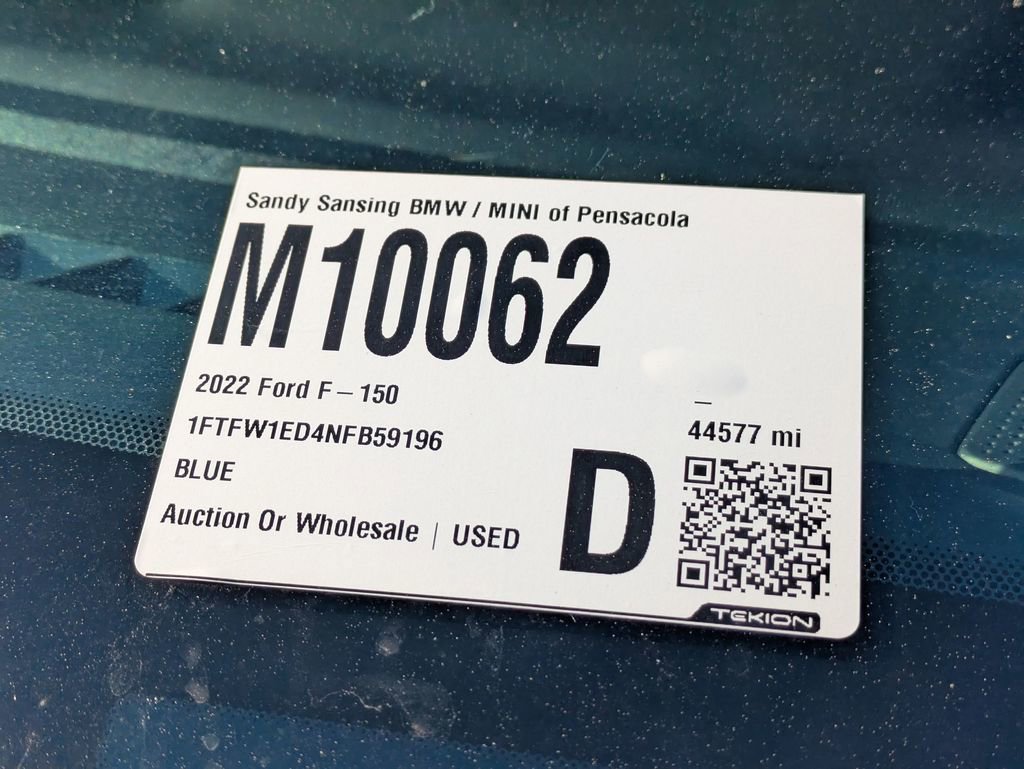 Sandy Sansing BMW / MINI of Pensacola
M10062
2022 Ford F – 150
–
1FTFW1ED4NFB59196
44577 mi
BLUE
D
Auction Or Wholesale | USED
TEKION